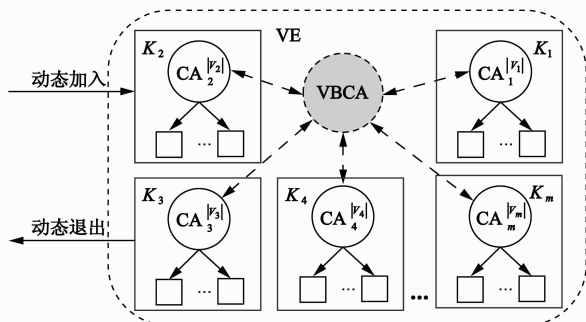 VE
K₂
CA₂^|V₂|
VBCA
K₁
CA₁^|V₁|
动态加入
...
...
K₃
CA₃^|V₃|
K₄
CA₄^|V₄|
Kₘ
CAₘ^|Vₘ|
动态退出
...
...
...
...